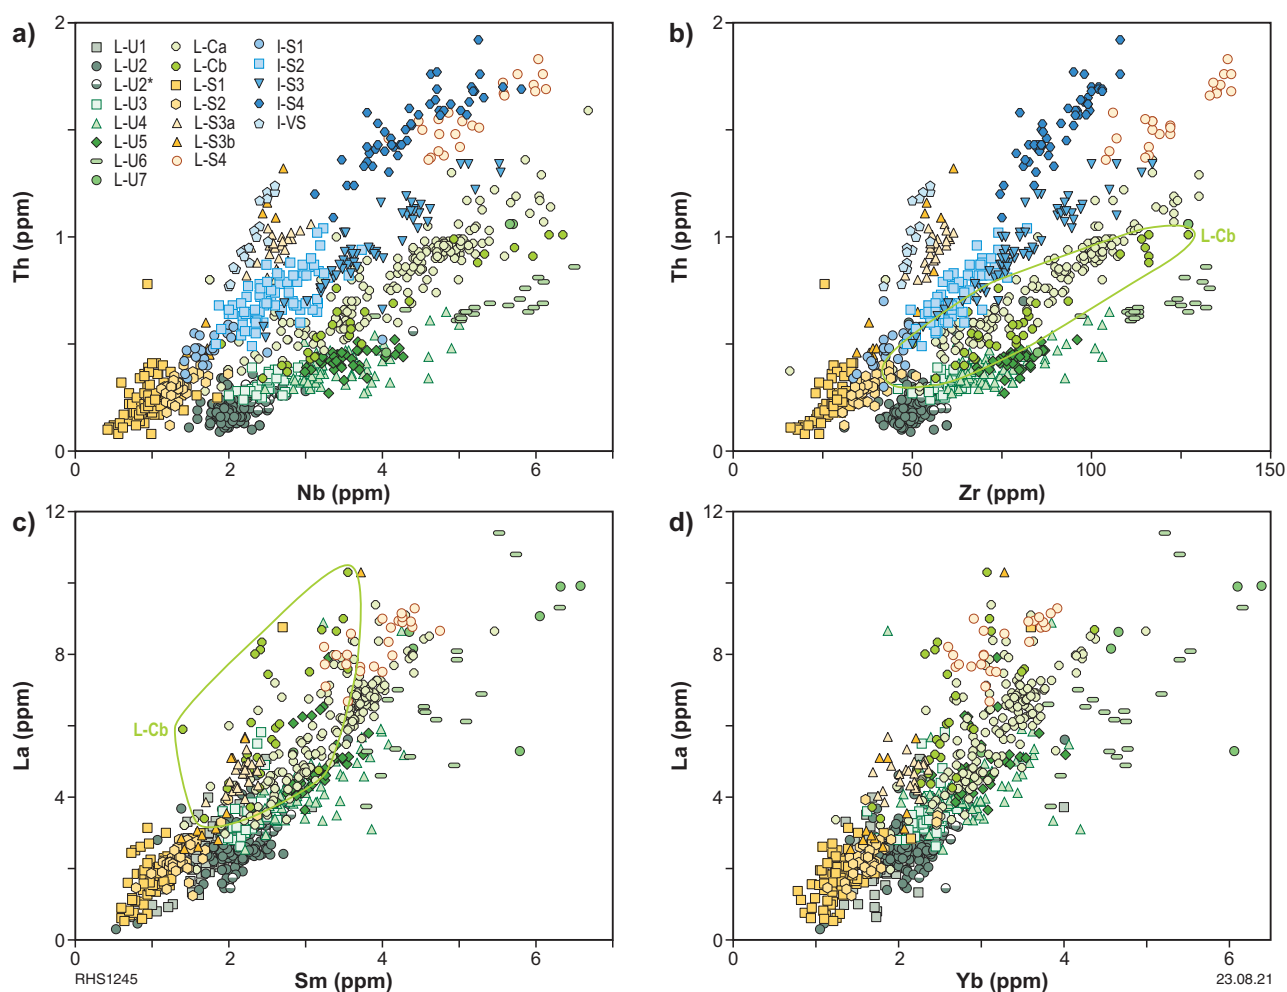 a)
2
1
0
Th (ppm)
0
2
4
6
Nb (ppm)
L-U1
L-U2
L-U2*
L-U3
L-U4
L-U5
L-U6
L-U7
L-Ca
L-Cb
L-S1
L-S2
L-S3a
L-S3b
L-S4
I-S1
I-S2
I-S3
I-S4
I-VS
b)
2
1
0
Th (ppm)
L-Cb
0
50
100
150
Zr (ppm)
c)
12
8
4
0
La (ppm)
L-Cb
0
2
4
6
Sm (ppm)
RHS1245
d)
12
8
4
0
La (ppm)
0
2
4
6
Yb (ppm)
23.08.21